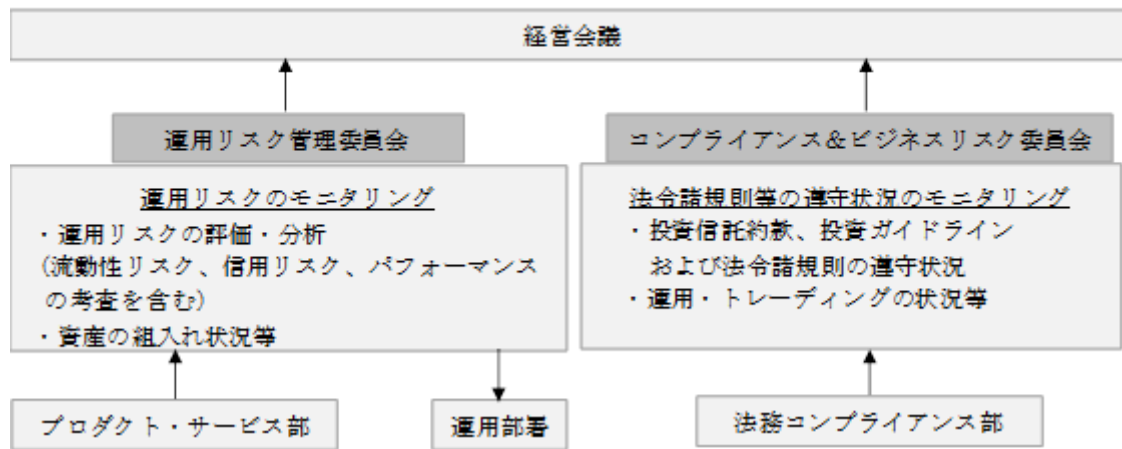 経営会議
運用リスク管理委員会
運用リスクのモニタリング
・運用リスクの評価・分析
(流動性リスク、信用リスク、パフォーマンス
の考査を含む)
・資産の組入れ状況等
コンプライアンス&ビジネスリスク委員会
法令諸規則等の遵守状況のモニタリング
・投資信託約款、投資ガイドライン
および法令諸規則の遵守状況
・運用・トレーディングの状況等
プロダクト・サービス部
運用部署
法務コンプライアンス部